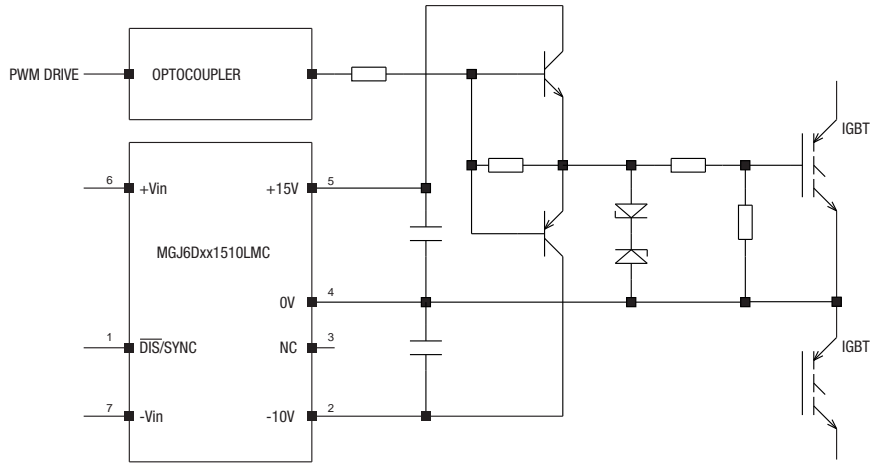 PWM DRIVE
OPTOCOUPLER
IGBT
6
+Vin
+15V
5
MGJ6Dxx1510LMC
0V
4
1
DIS/SYNC
NC
3
IGBT
7
-Vin
-10V
2